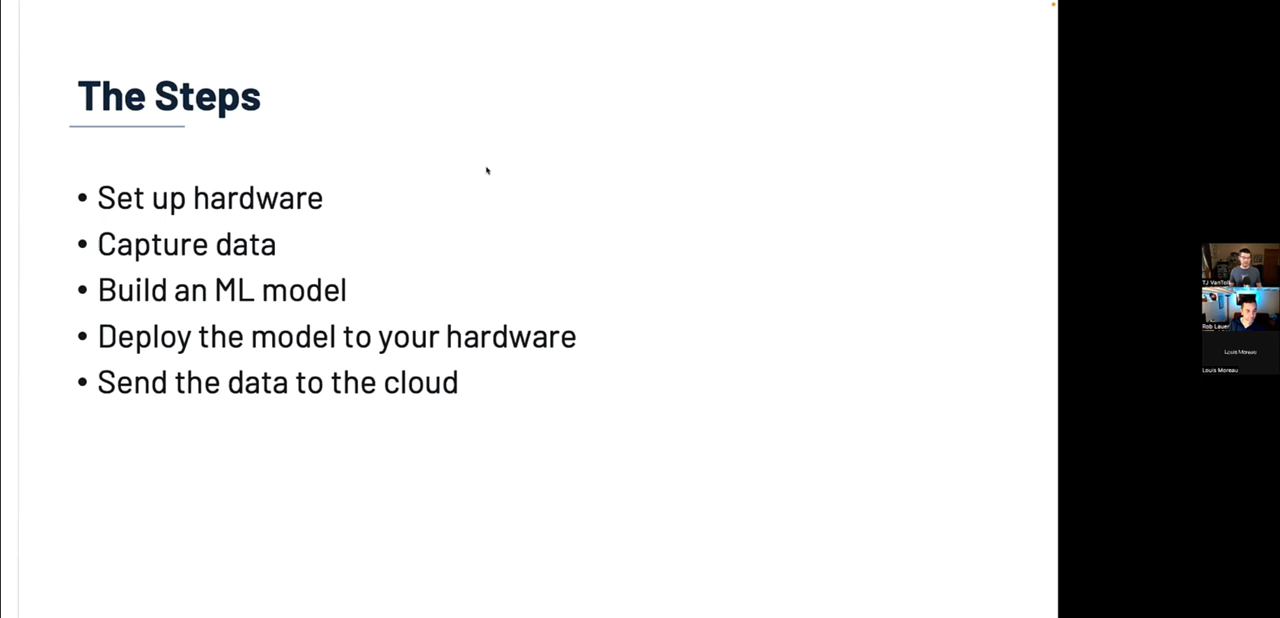 The Steps
• Set up hardware
• Capture data
• Build an ML model
• Deploy the model to your hardware
• Send the data to the cloud
TJ VanToll
Rob Lauer
Louis Moreau
Louis Moreau